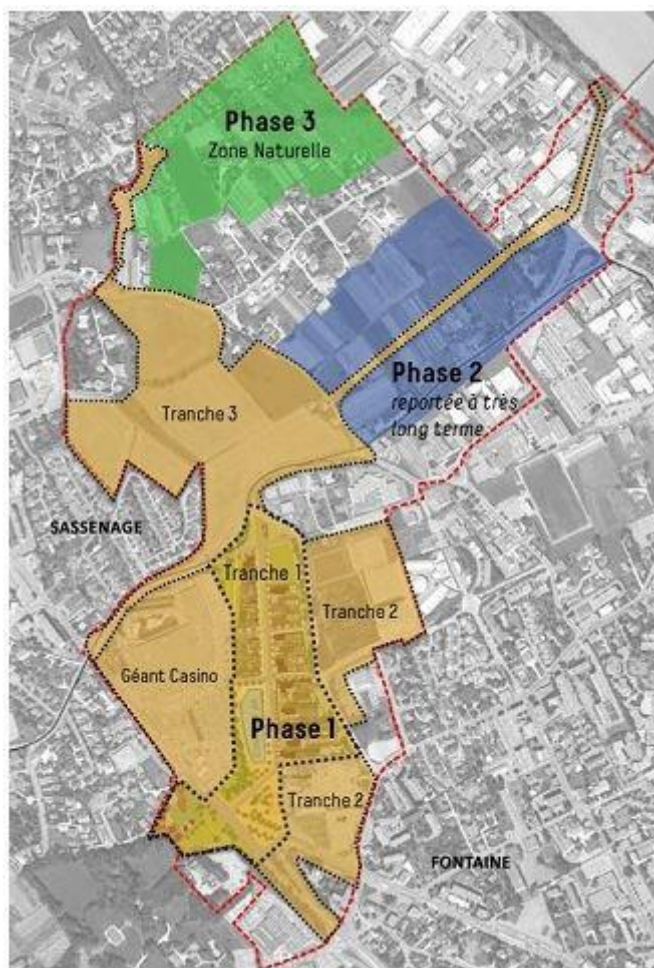 Phase 3
Zone Naturelle
Phase 2
reportée à très
long terme
Tranche 3
SASSENAGE
Tranche 1
Tranche 2
Géant Casino
Phase 1
Tranche 2
FONTAINE